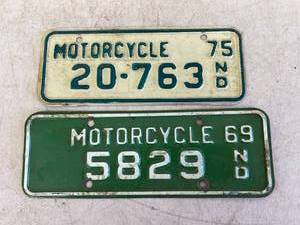 MOTORCYCLE 75
20·763 ND
MOTORCYCLE 69
5829 ND